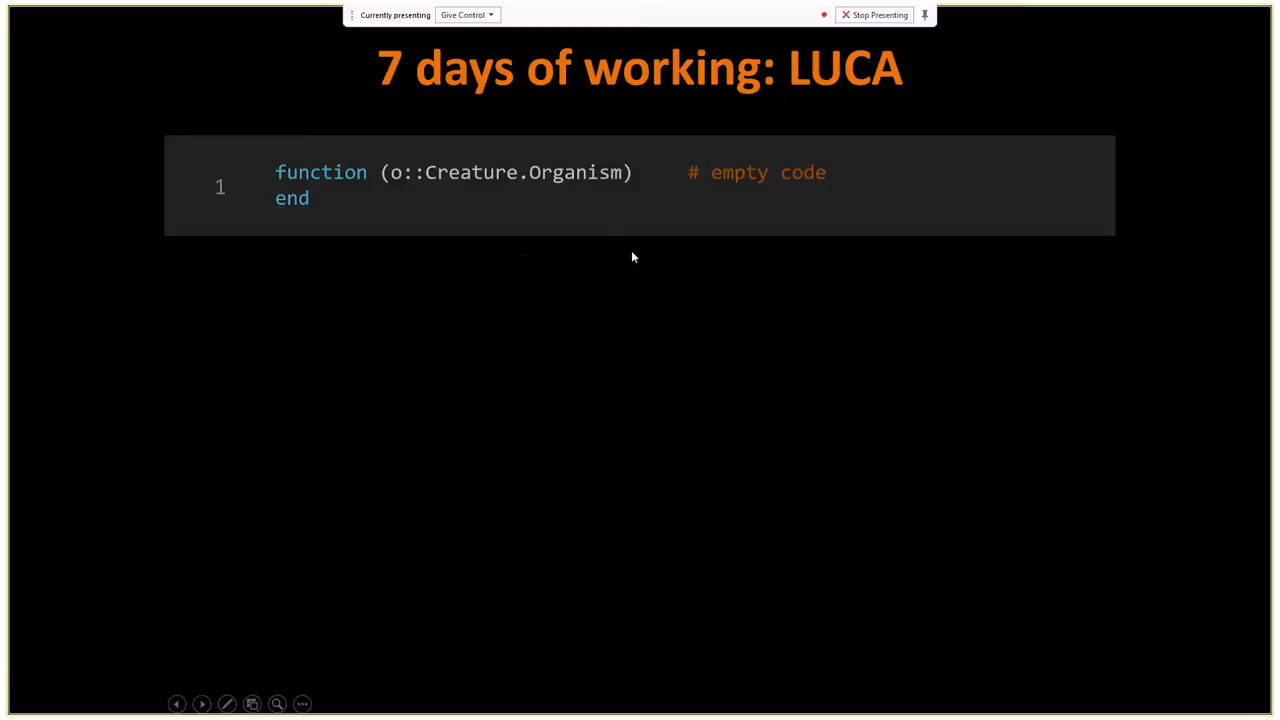 Currently presenting Give Control Stop Presenting
7 days of working: LUCA
1
function (o::Creature.Organism) # empty code
end